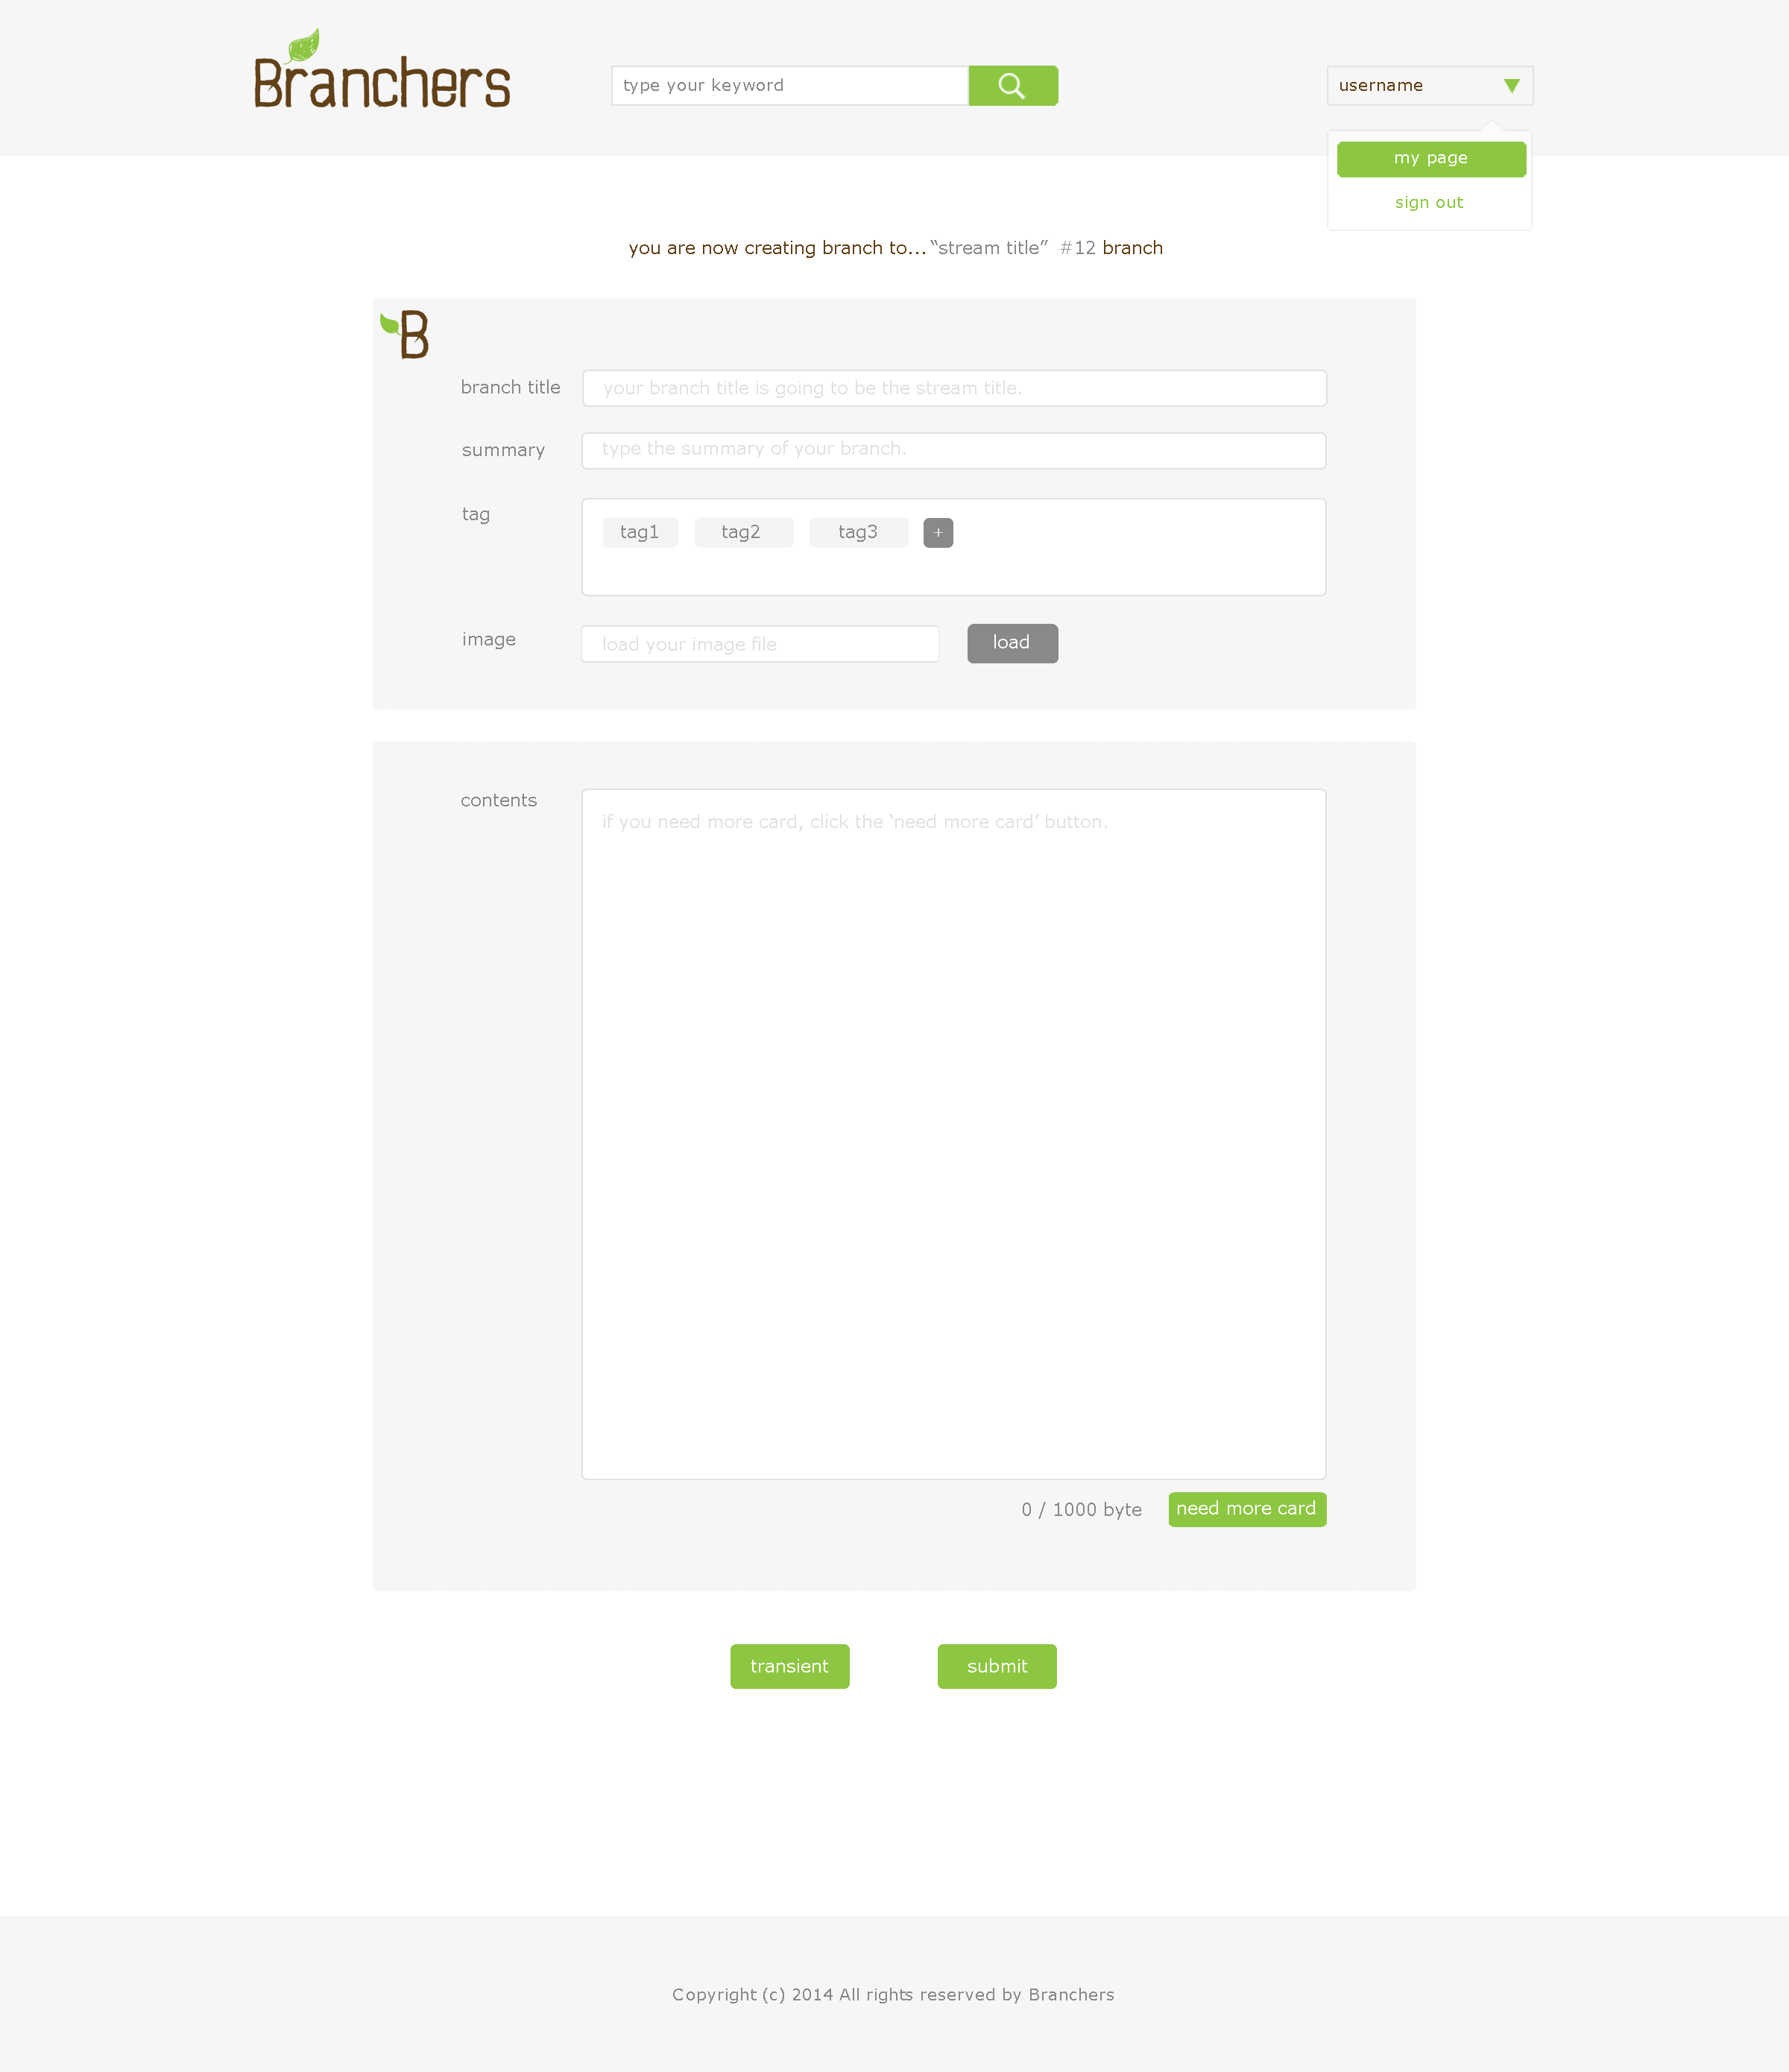 Branchers
type your keyword
username
my page
sign out
you are now creating branch to... “stream title” #12 branch
B
branch title your branch title is going to be the stream title.
summary type the summary of your branch.
tag tag1 tag2 tag3 +
image load your image file load
contents if you need more card, click the ‘need more card’ button.
0 / 1000 byte need more card
transient submit
Copyright (c) 2014 All rights reserved by Branchers